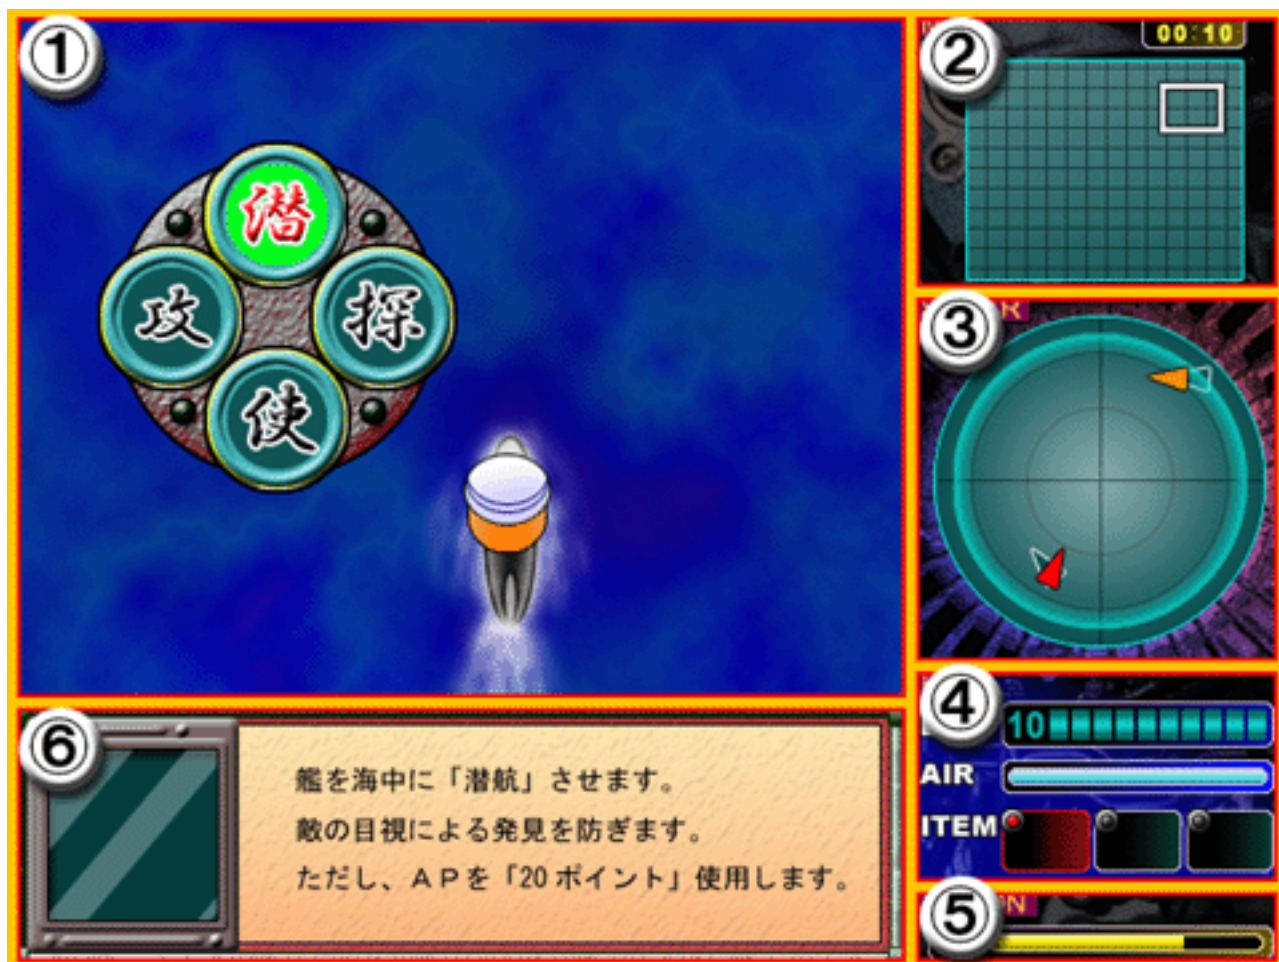 ①
潜
攻
探
使
②
00:10
③
R
④
10
AIR
ITEM
⑤
N
⑥
艦を海中に「潜航」させます。
敵の目視による発見を防ぎます。
ただし、ＡＰを「20ポイント」使用します。